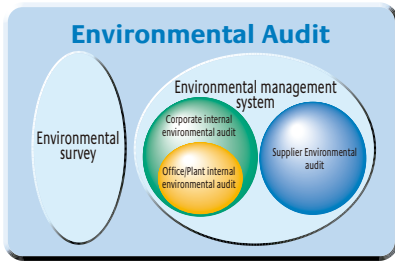 Environmental Audit
Environmental
survey
Environmental management
system
Corporate internal
environmental audit
Office/Plant internal
environmental audit
Supplier Environmental
audit